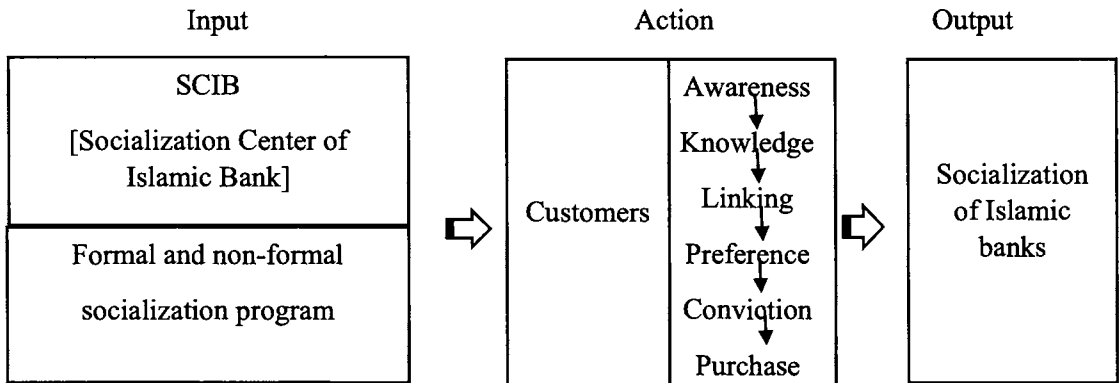 Input
Action
Output
SCIB
[Socialization Center of
Islamic Bank]
Formal and non-formal
socialization program
Customers
Awareness
Knowledge
Linking
Preference
Conviction
Purchase
Socialization
of Islamic
banks